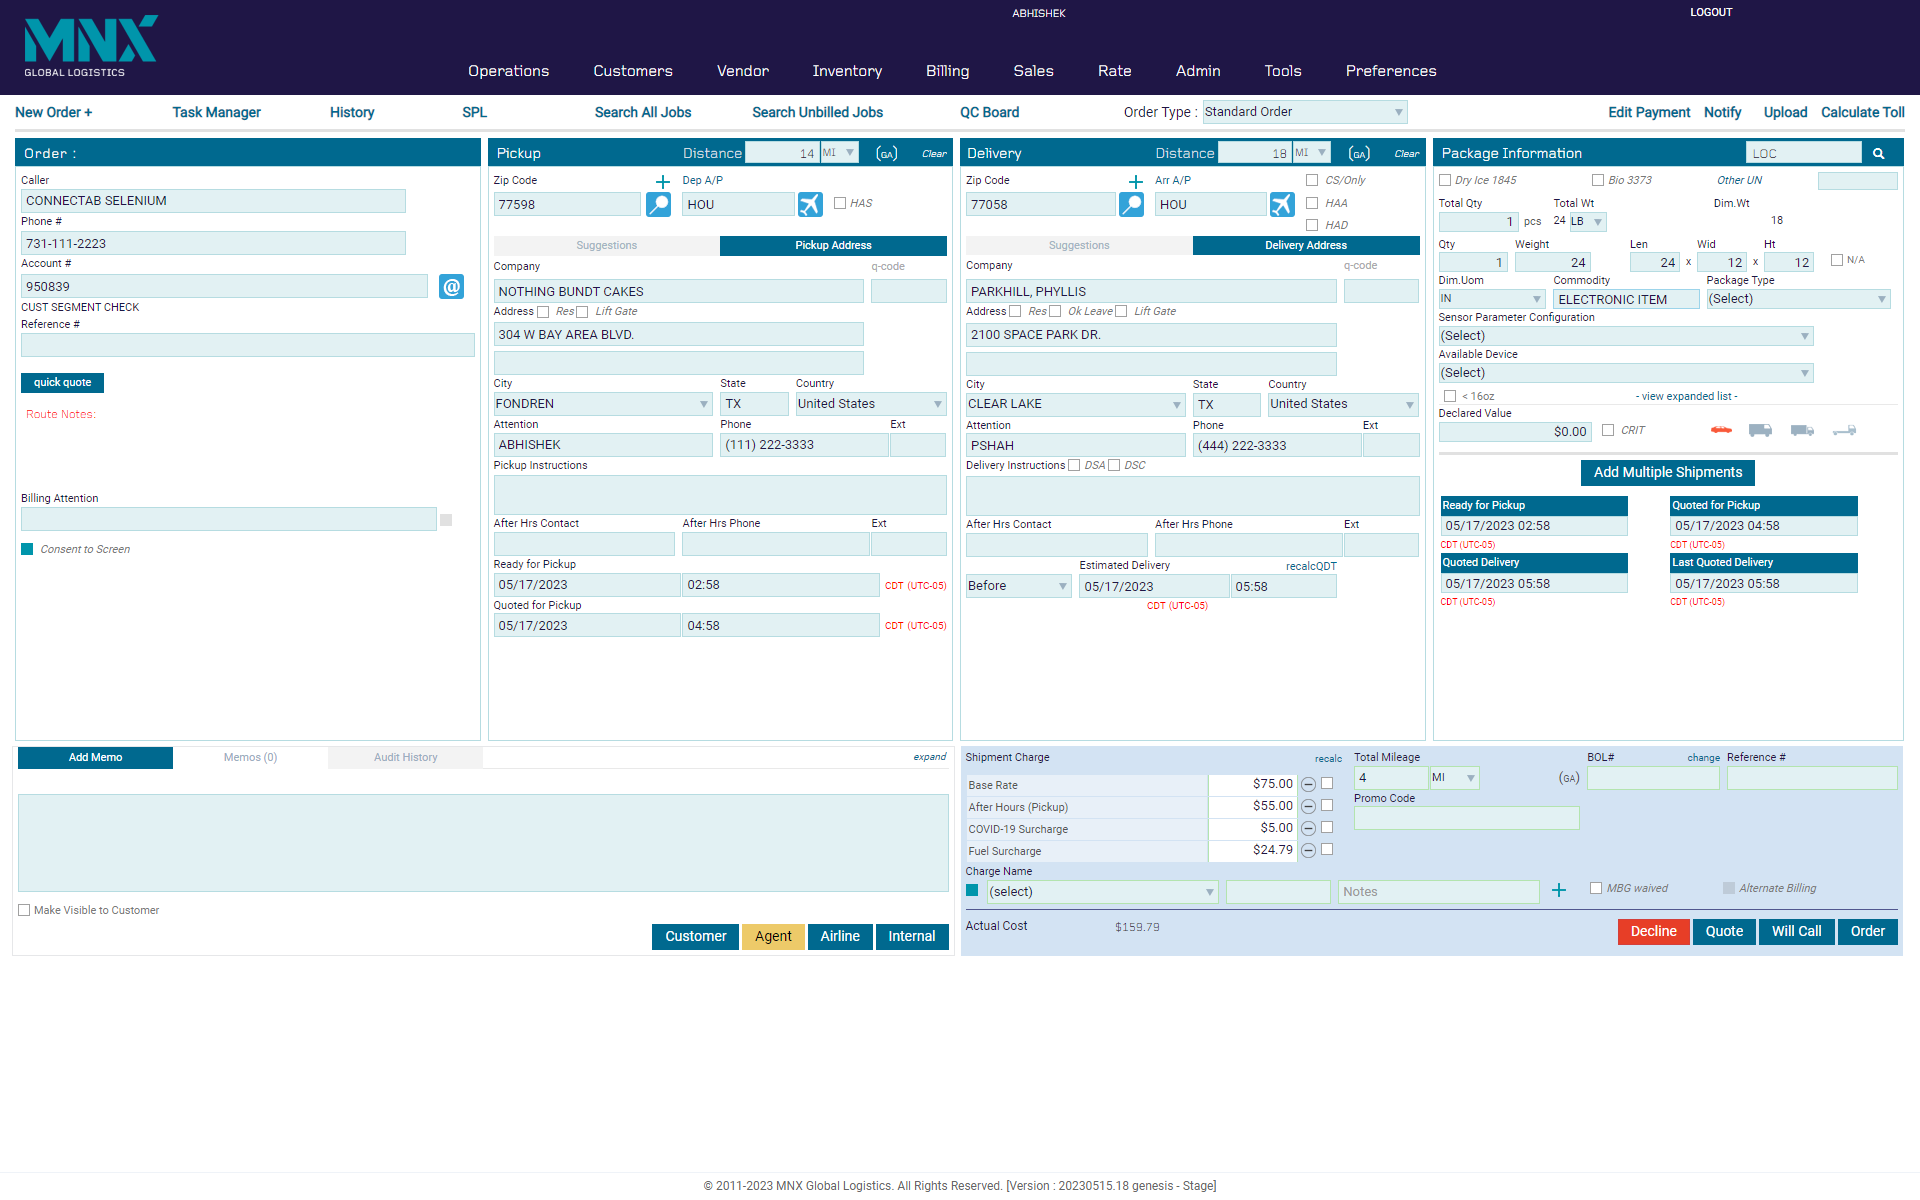 ABHISHEK
LOGOUT
MNX
GLOBAL LOGISTICS
Operations Customers Vendor Inventory Billing Sales Rate Admin Tools Preferences
New Order + Task Manager History SPL Search All Jobs Search Unbilled Jobs QC Board Order Type : Standard Order Edit Payment Notify Upload Calculate Toll
Order :
Caller
CONNECTAB SELENIUM
Phone #
731-111-2223
Account #
950839
@
CUST SEGMENT CHECK
Reference #
quick quote
Route Notes:
Billing Attention
Consent to Screen
Pickup Distance 14 MI (GA) Clear
Zip Code + Dep A/P
77598 HOU HAS
Suggestions Pickup Address
Company q-code
NOTHING BUNDT CAKES
Address Res Lift Gate
304 W BAY AREA BLVD.
City State Country
FONDREN TX United States
Attention Phone Ext
ABHISHEK (111) 222-3333
Pickup Instructions
After Hrs Contact After Hrs Phone Ext
Ready for Pickup
05/17/2023 02:58 CDT (UTC-05)
Quoted for Pickup
05/17/2023 04:58 CDT (UTC-05)
Delivery Distance 18 MI (GA) Clear
Zip Code + Arr A/P CS/Only
77058 HOU HAA
HAD
Suggestions Delivery Address
Company q-code
PARKHILL, PHYLLIS
Address Res Ok Leave Lift Gate
2100 SPACE PARK DR.
City State Country
CLEAR LAKE TX United States
Attention Phone Ext
PSHAH (444) 222-3333
Delivery Instructions DSA DSC
After Hrs Contact After Hrs Phone Ext
Estimated Delivery recalcQDT
Before 05/17/2023 05:58
CDT (UTC-05)
Package Information LOC
Dry Ice 1845 Bio 3373 Other UN
Total Qty Total Wt Dim.Wt
1 pcs 24 LB 18
Qty Weight Len Wid Ht
1 24 24 x 12 x 12 N/A
Dim.Uom Commodity Package Type
IN ELECTRONIC ITEM (Select)
Sensor Parameter Configuration
(Select)
Available Device
(Select)
< 16oz - view expanded list -
Declared Value
$0.00 CRIT
Add Multiple Shipments
Ready for Pickup Quoted for Pickup
05/17/2023 02:58 05/17/2023 04:58
CDT (UTC-05) CDT (UTC-05)
Quoted Delivery Last Quoted Delivery
05/17/2023 05:58 05/17/2023 05:58
CDT (UTC-05) CDT (UTC-05)
Add Memo Memos (0) Audit History expand
Make Visible to Customer
Customer Agent Airline Internal
Shipment Charge recalc Total Mileage BOL# change Reference #
4 MI (GA)
Base Rate $75.00
Promo Code
After Hours (Pickup) $55.00
COVID-19 Surcharge $5.00
Fuel Surcharge $24.79
Charge Name
(select) Notes + MBG waived Alternate Billing
Actual Cost $159.79
Decline Quote Will Call Order
© 2011-2023 MNX Global Logistics. All Rights Reserved. [Version : 20230515.18 genesis - Stage]